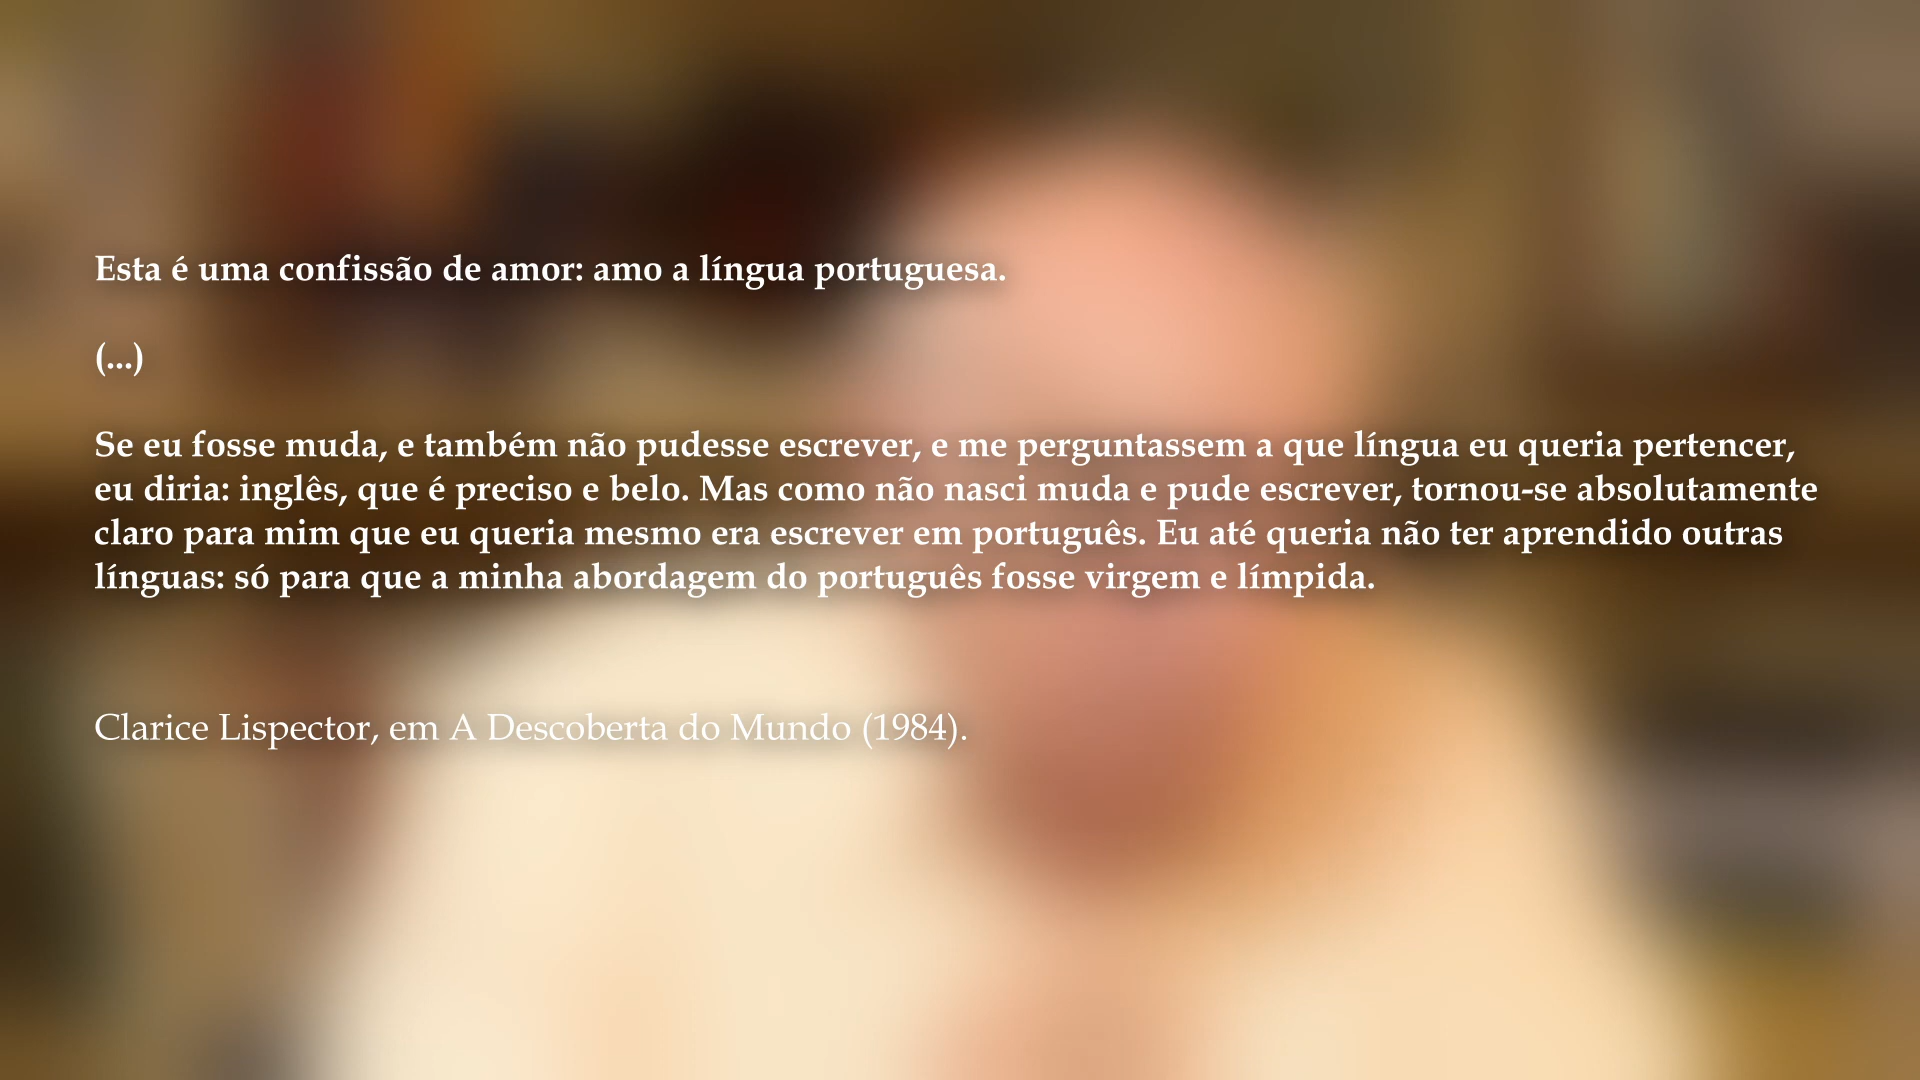 Esta é uma confissão de amor: amo a língua portuguesa.
(...)
Se eu fosse muda, e também não pudesse escrever, e me perguntassem a que língua eu queria pertencer,
eu diria: inglês, que é preciso e belo. Mas como não nasci muda e pude escrever, tornou-se absolutamente
claro para mim que eu queria mesmo era escrever em português. Eu até queria não ter aprendido outras
línguas: só para que a minha abordagem do português fosse virgem e límpida.
Clarice Lispector, em A Descoberta do Mundo (1984).